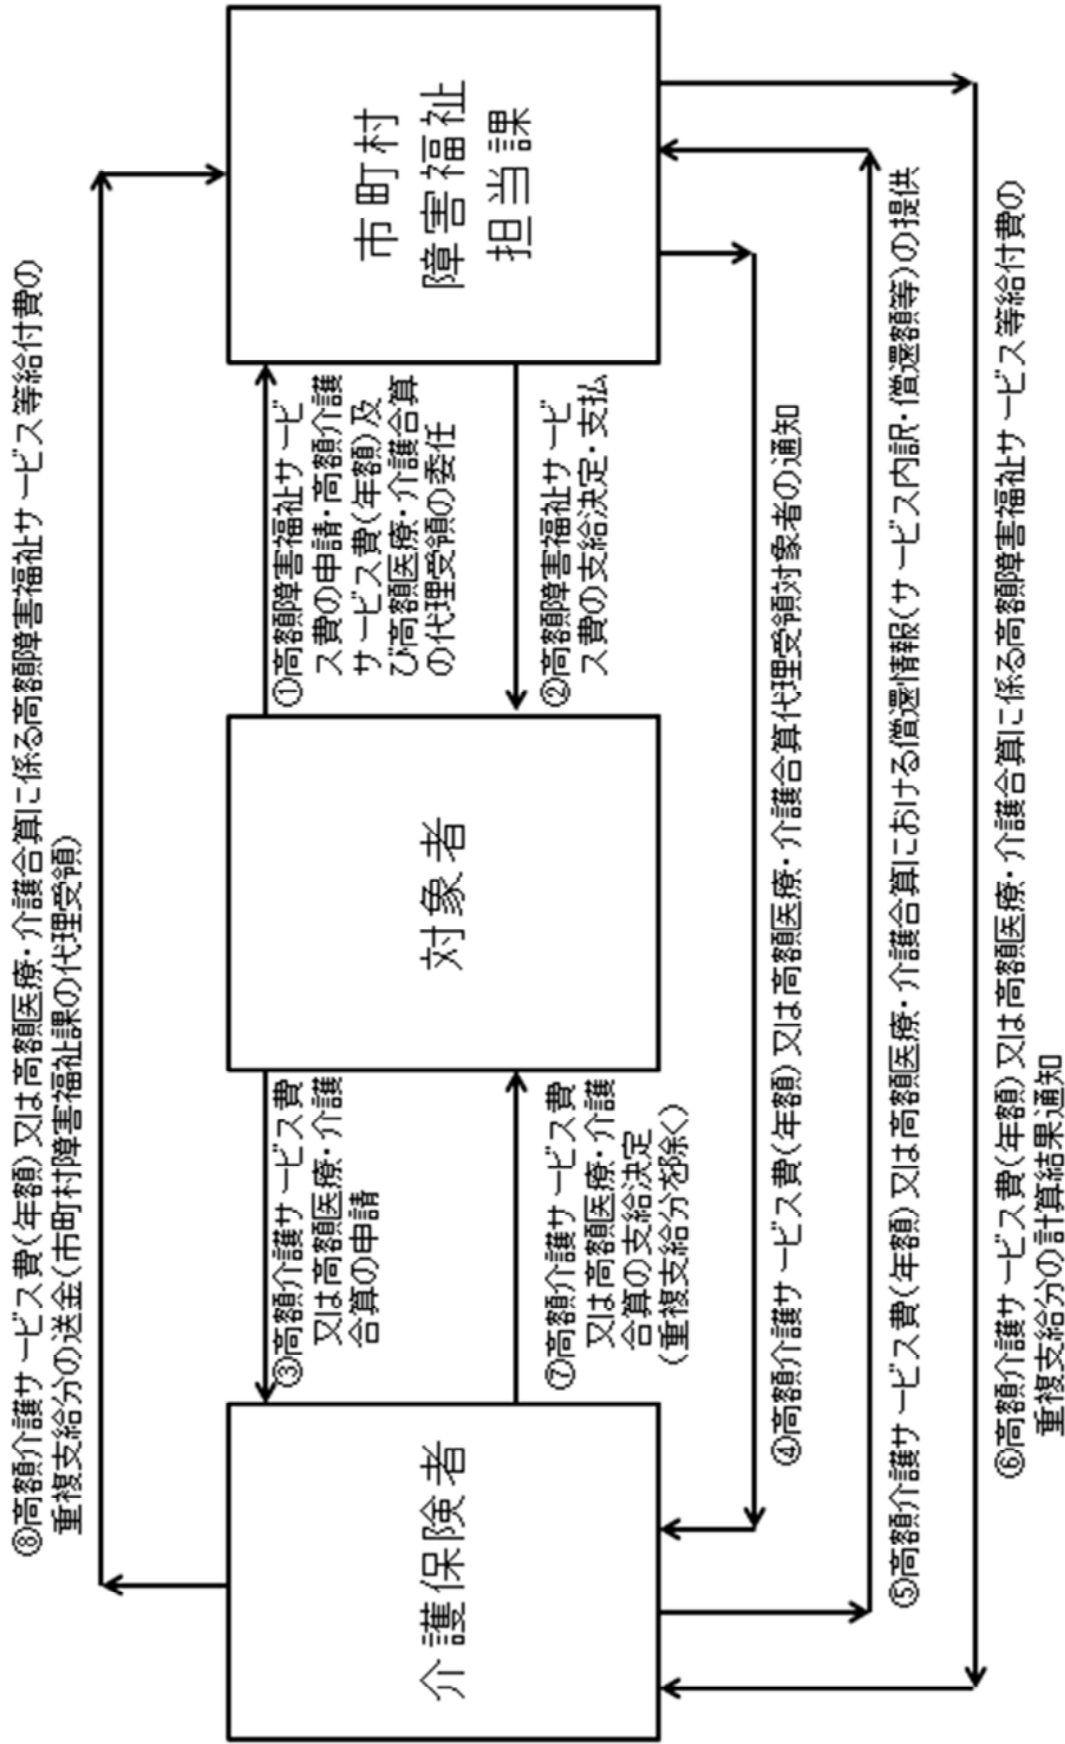 ⑧高額介護サービス費(年額)又は高額医療・介護合算に係る高額障害福祉サービス等給付費の
重複支給分の送金(市町村障害福祉課の代理受領)
介護保険者
対象者
市町村
障害福祉
担当課
③高額介護サービス費
又は高額医療・介護
合算の申請
①高額障害福祉サービ
ス費の申請・高額介護
サービス費(年額)及
び高額医療・介護合算
の代理受領の委任
⑦高額介護サービス費
又は高額医療・介護
合算の支給決定
(重複支給分を除く)
②高額障害福祉サービ
ス費の支給決定・支払
④高額介護サービス費(年額)又は高額医療・介護合算代理受領対象者の通知
⑤高額介護サービス費(年額)又は高額医療・介護合算における償還情報(サービス内訳・償還額等)の提供
⑥高額介護サービス費(年額)又は高額医療・介護合算に係る高額障害福祉サービス等給付費の
重複支給分の計算結果通知